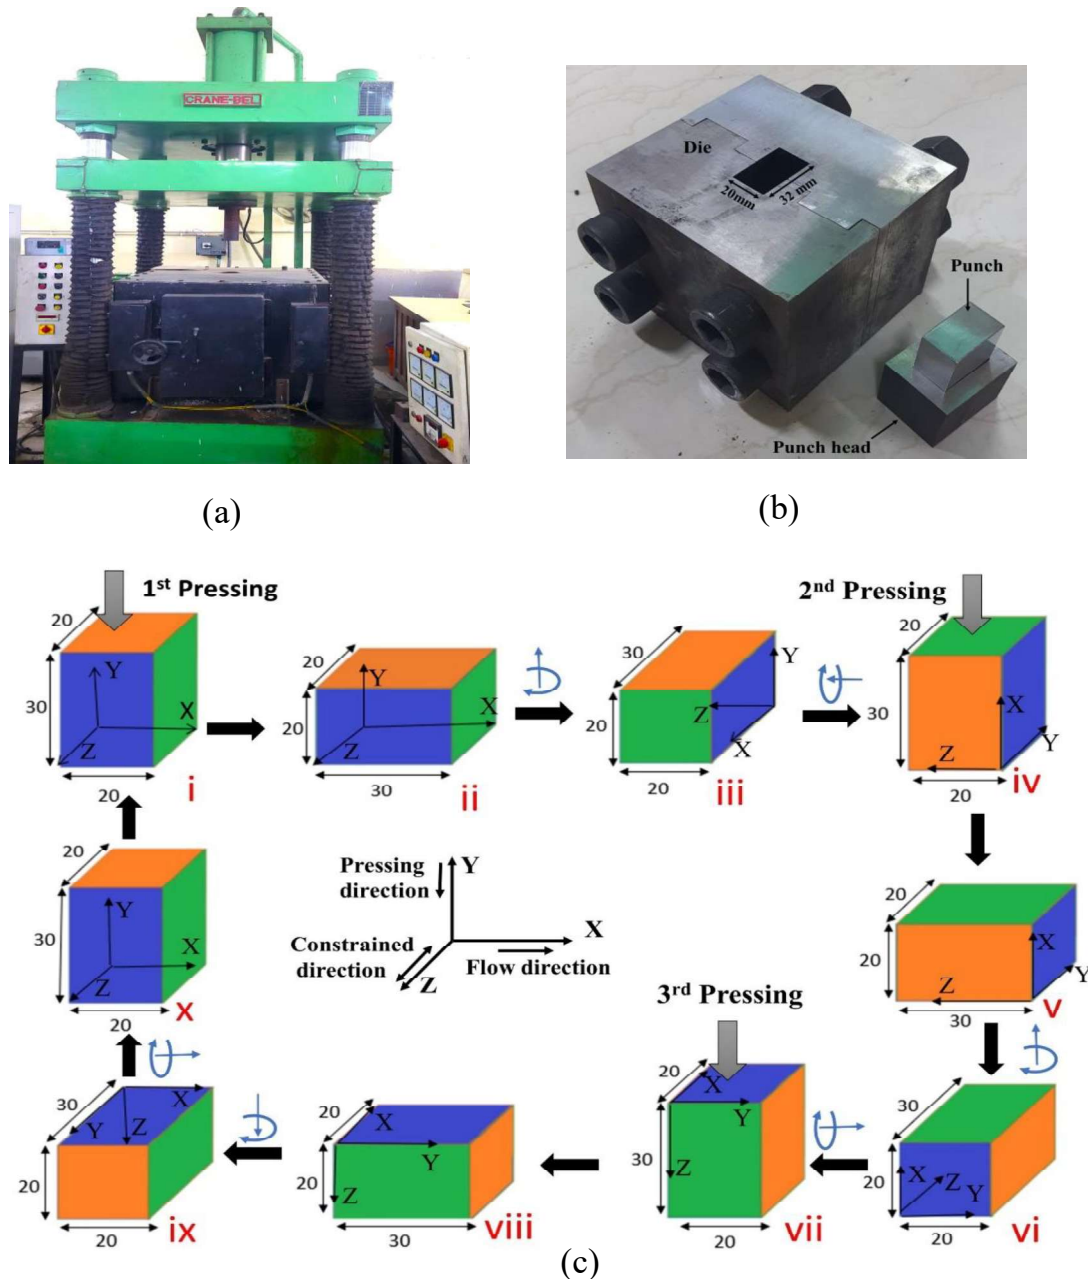 CRANE-BEL
Die
20mm
32 mm
Punch
Punch head
(a)
(b)
1st Pressing
20
30
Y
X
Z
20
i
20
Y
20
X
Z
30
ii
30
Y
20
Z
X
20
iii
2nd Pressing
20
30
X
Y
Z
20
iv
20
30
Y
X
Z
20
x
Pressing
direction
Y
Constrained
direction
X
Flow direction
Z
20
20
X
Y
Z
30
v
3rd Pressing
30
Y
X
Z
20
20
ix
20
X
Y
20
Z
30
viii
20
X
Y
30
Z
20
vii
30
20
X
Z
Y
20
vi
(c)